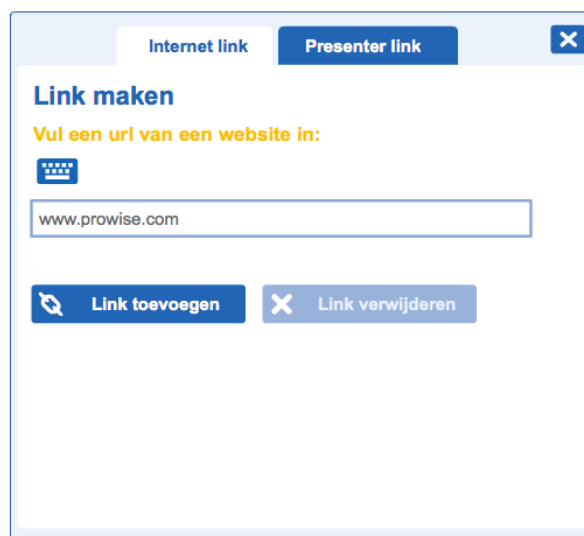 Internet link
Presenter link
Link maken
Vul een url van een website in:
www.prowise.com
Link toevoegen
Link verwijderen